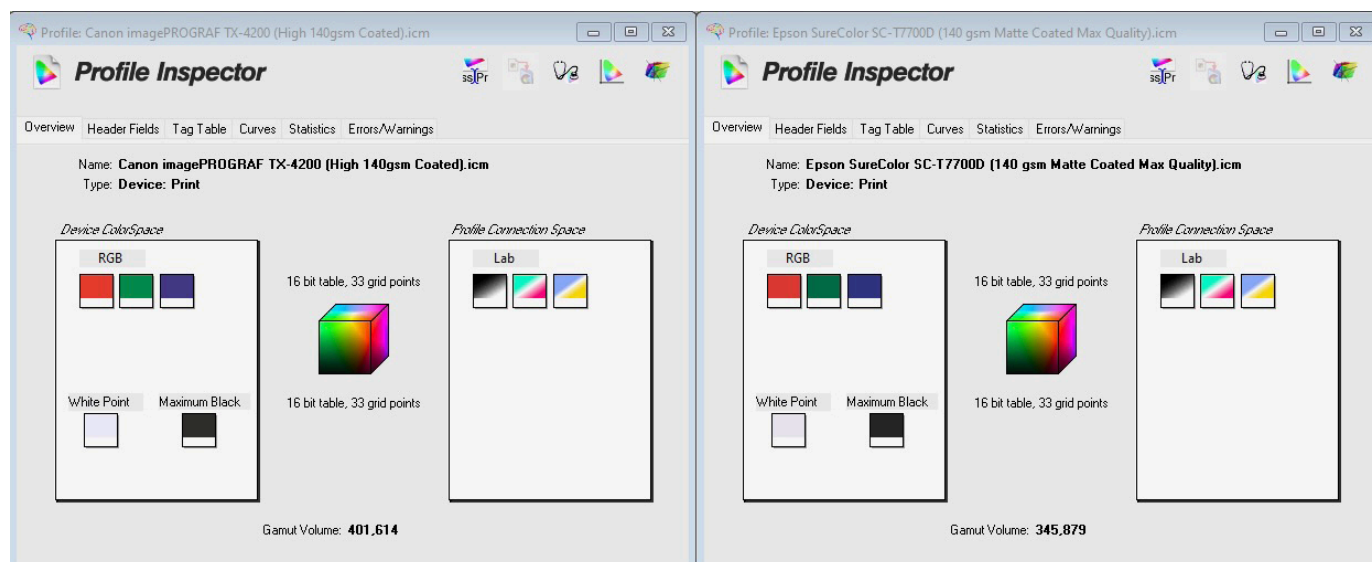 Profile: Canon imagePROGRAF TX-4200 (High 140gsm Coated).icm
Profile Inspector
ss Pr
Overview Header Fields Tag Table Curves Statistics Errors/Warnings
Name: Canon imagePROGRAF TX-4200 (High 140gsm Coated).icm
Type: Device: Print
Device ColorSpace
Profile Connection Space
RGB
Lab
16 bit table, 33 grid points
White Point
Maximum Black
16 bit table, 33 grid points
Gamut Volume: 401,614
Profile: Epson SureColor SC-T7700D (140 gsm Matte Coated Max Quality).icm
Profile Inspector
ss Pr
Overview Header Fields Tag Table Curves Statistics Errors/Warnings
Name: Epson SureColor SC-T7700D (140 gsm Matte Coated Max Quality).icm
Type: Device: Print
Device ColorSpace
Profile Connection Space
RGB
Lab
16 bit table, 33 grid points
White Point
Maximum Black
16 bit table, 33 grid points
Gamut Volume: 345,879